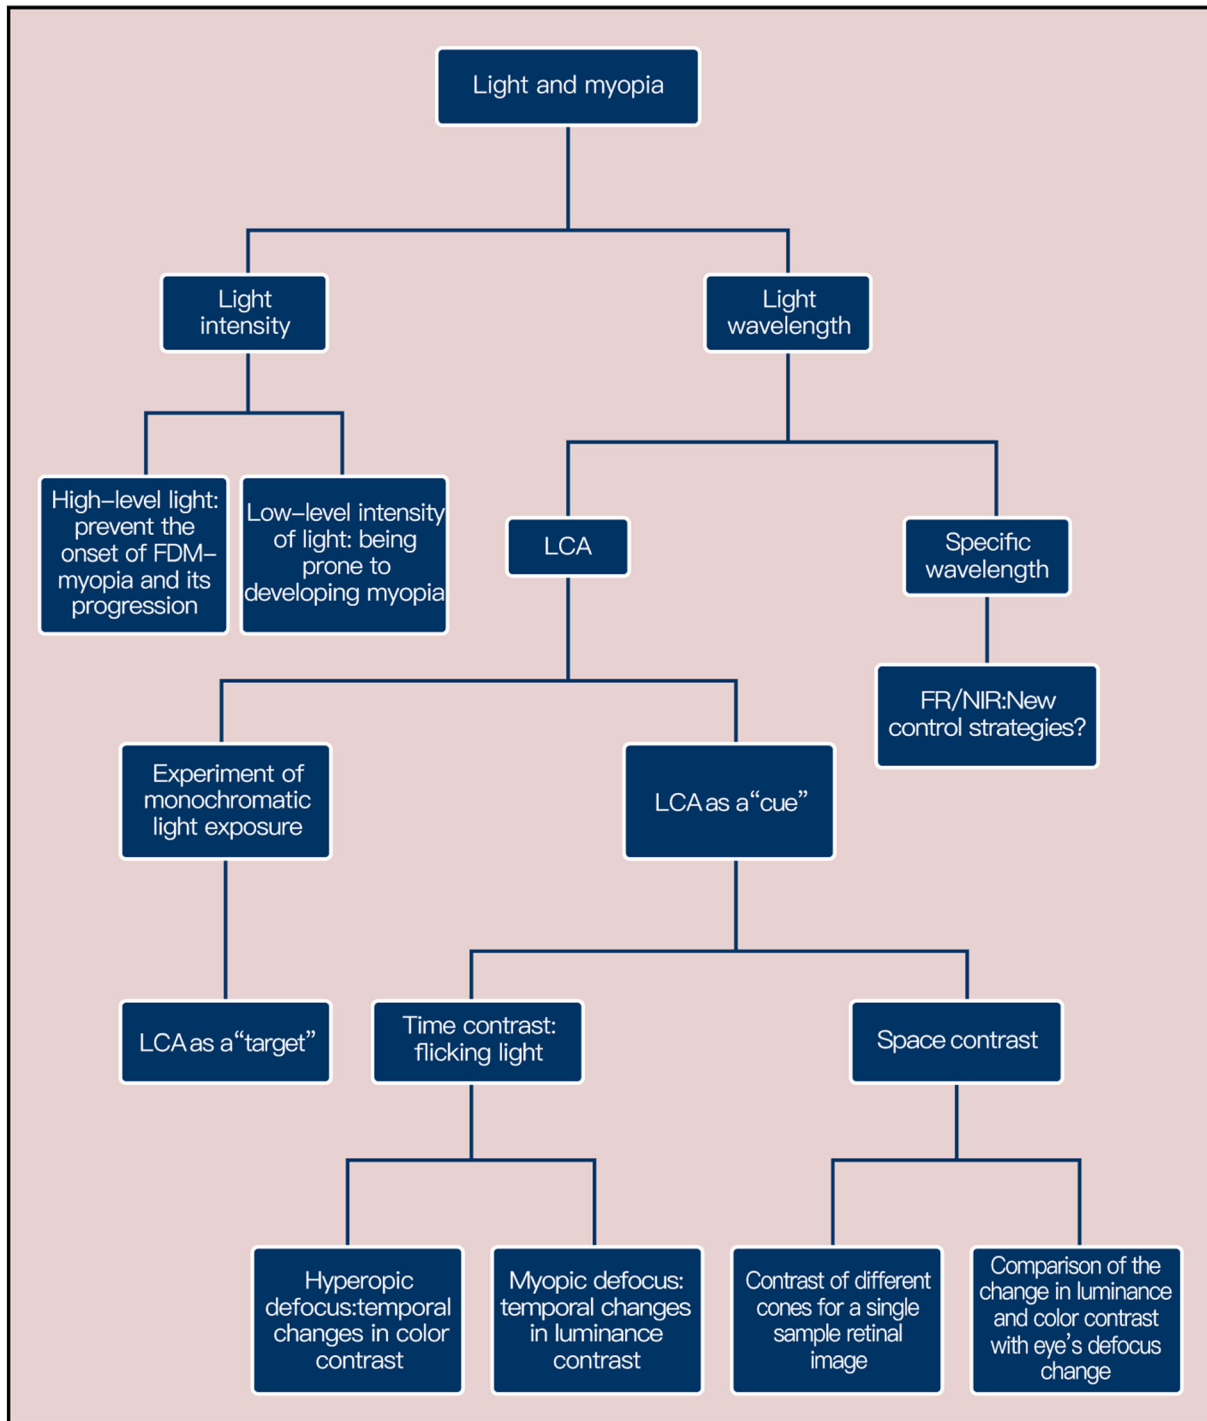 Light and myopia
Light
intensity
Light
wavelength
High-level light:
prevent the
onset of FDM-
myopia and its
progression
Low-level intensity
of light: being
prone to
developing myopia
LCA
Specific
wavelength
FR/NIR:New
control strategies?
Experiment of
monochromatic
light exposure
LCA as a“cue”
LCA as a“target”
Time contrast:
flicking light
Space contrast
Hyperopic
defocus:temporal
changes in color
contrast
Myopic defocus:
temporal changes
in luminance
contrast
Contrast of different
cones for a single
sample retinal
image
Comparison of the
change in luminance
and color contrast
with eye’s defocus
change